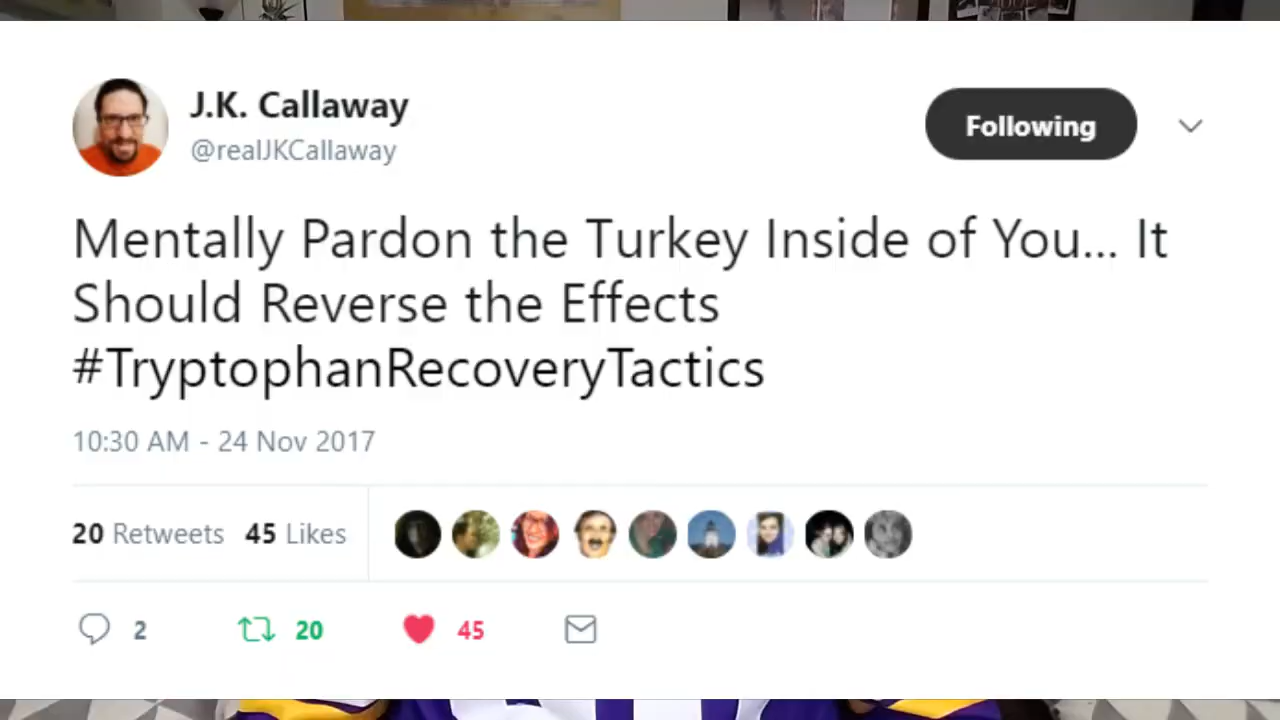 J.K. Callaway
@realJKCallaway
Following
Mentally Pardon the Turkey Inside of You... It
Should Reverse the Effects
#TryptophanRecoveryTactics
10:30 AM - 24 Nov 2017
20 Retweets 45 Likes
2 20 45